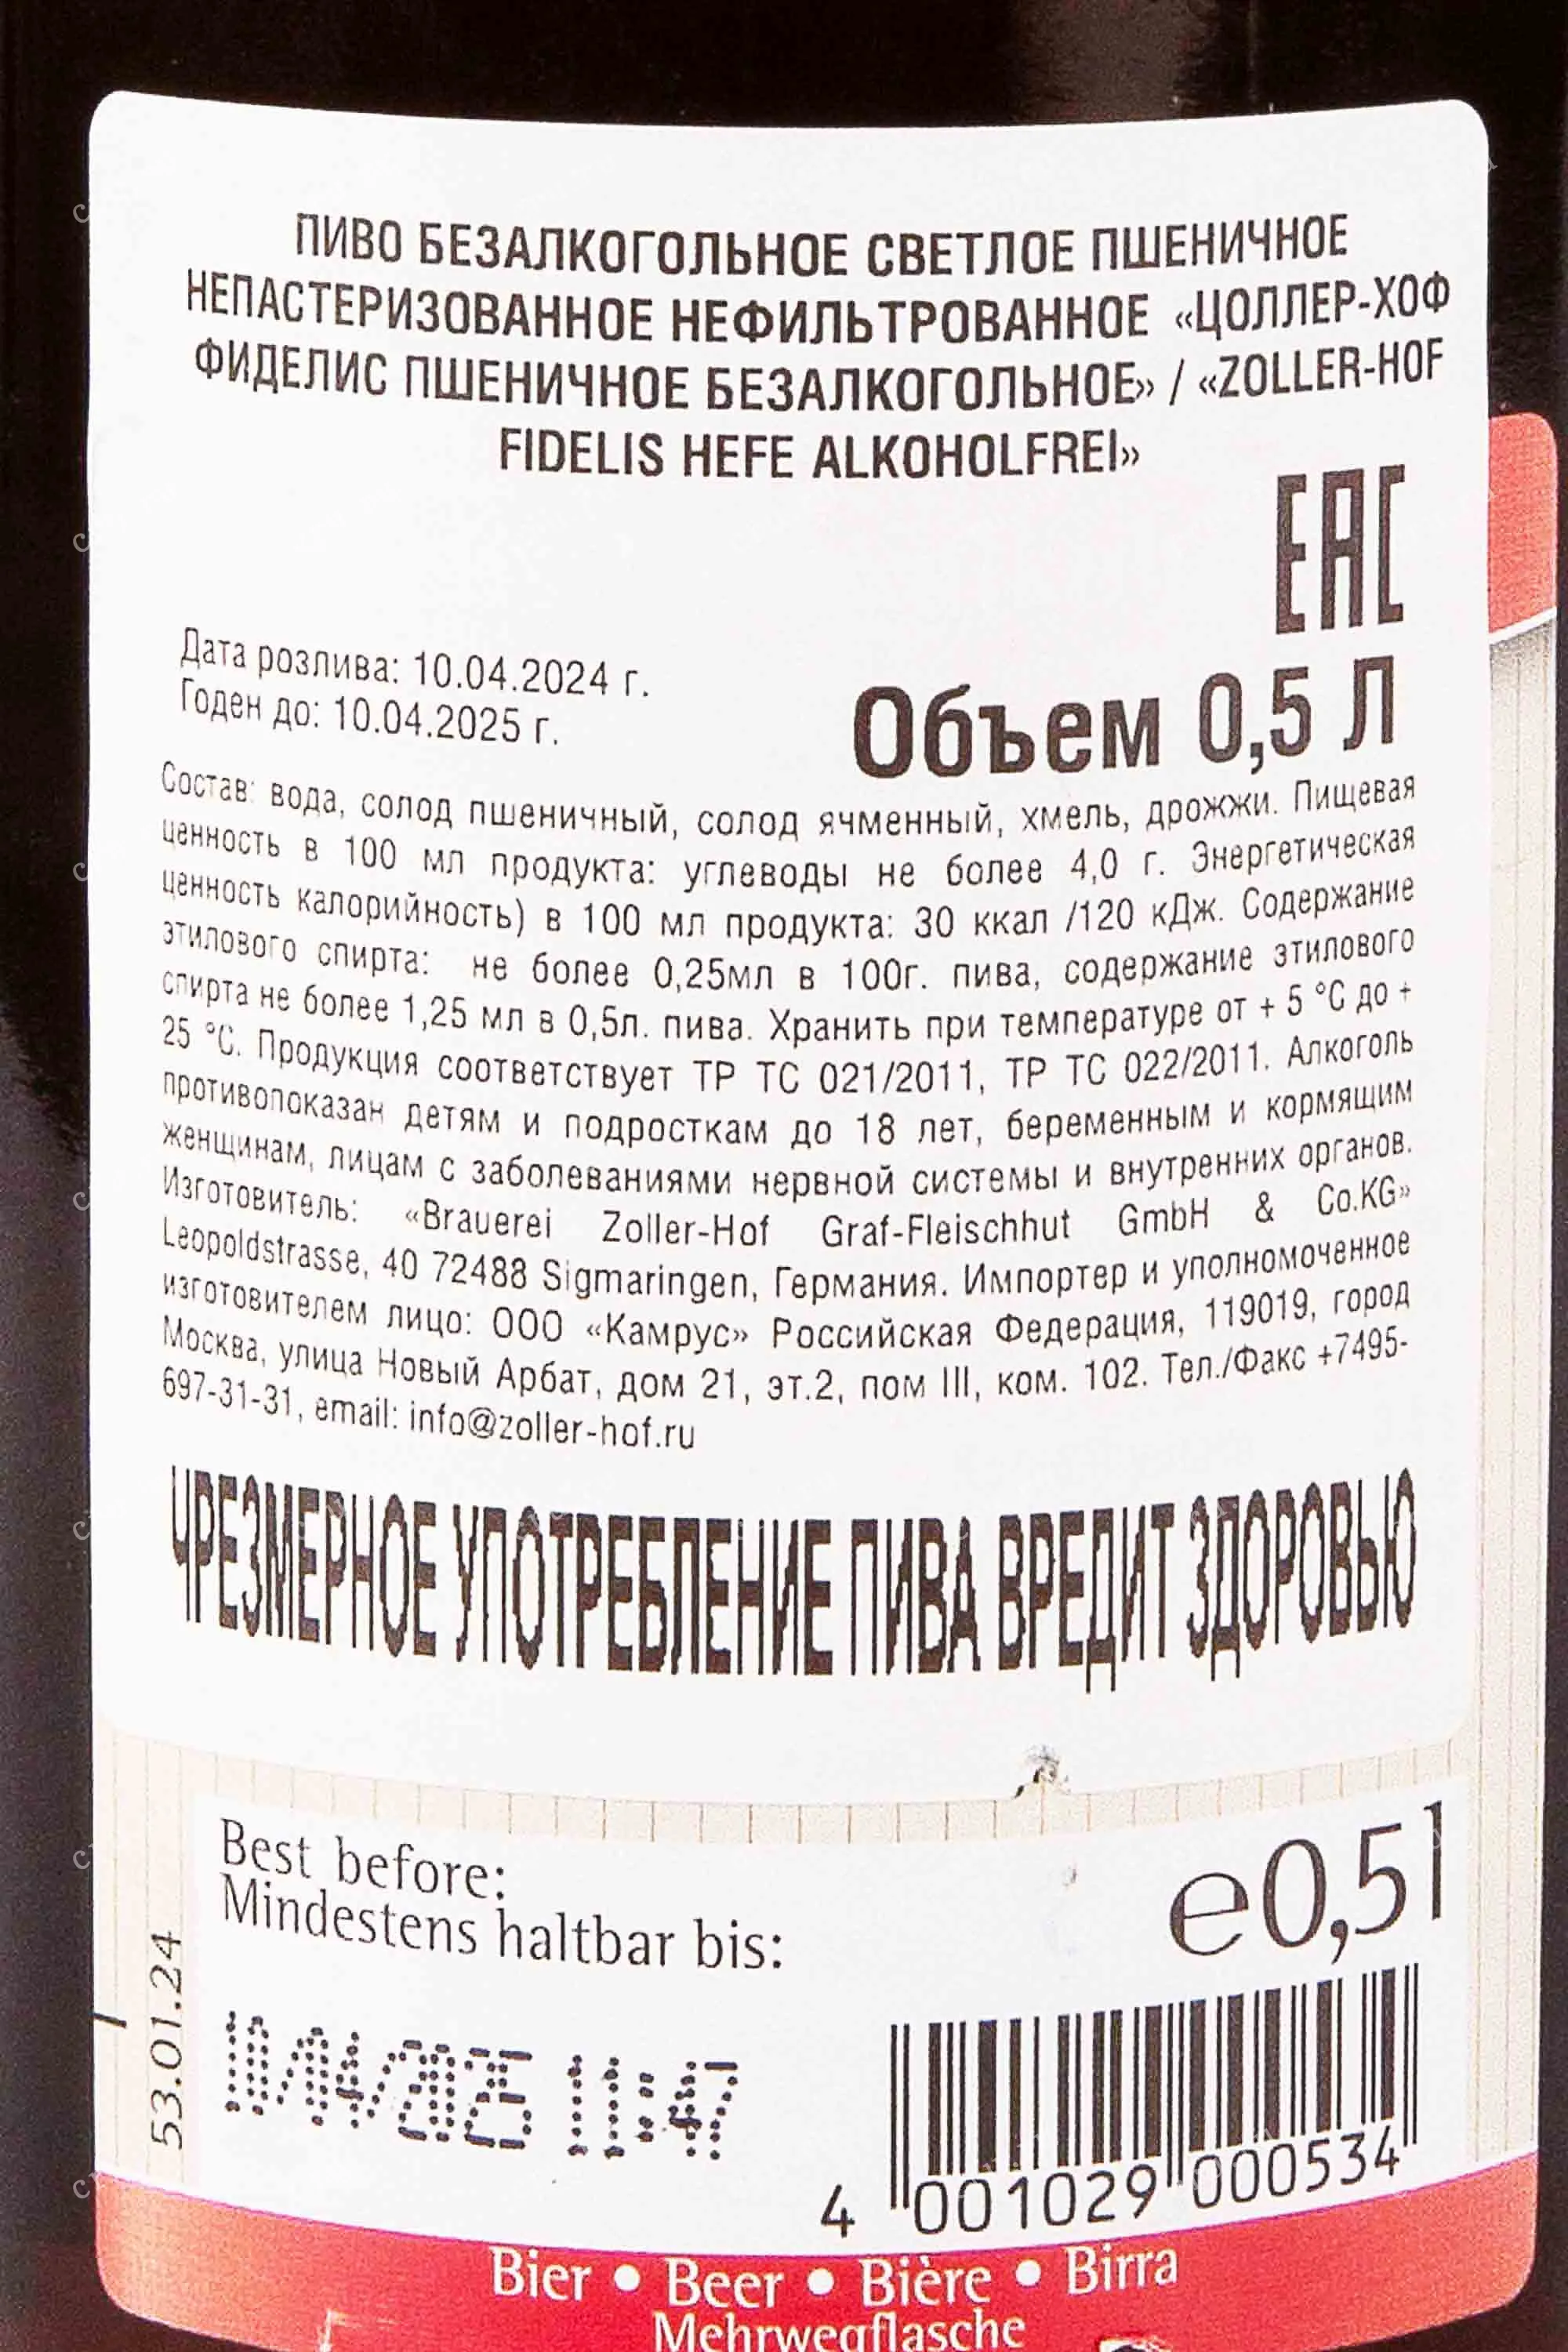 ПИВО БЕЗАЛКОГОЛЬНОЕ СВЕТЛОЕ ПШЕНИЧНОЕ
НЕПАСТЕРИЗОВАННОЕ НЕФИЛЬТРОВАННОЕ «ЦОЛЛЕР-ХОФ
ФИДЕЛИС ПШЕНИЧНОЕ БЕЗАЛКОГОЛЬНОЕ» / «ZOLLER-HOF
FIDELIS HEFE ALKOHOLFREI»
EAC
Дата розлива: 10.04.2024 г.
Годен до: 10.04.2025 г.
Объем 0,5 Л
Состав: вода, солод пшеничный, солод ячменный, хмель, дрожжи. Пищевая
ценность в 100 мл продукта: углеводы не более 4,0 г. Энергетическая
ценность калорийность) в 100 мл продукта: 30 ккал /120 кДж. Содержание
этилового спирта: не более 0,25мл в 100г. пива, содержание этилового
спирта не более 1,25 мл в 0,5л. пива. Хранить при температуре от + 5 °C до +
25 °C. Продукция соответствует ТР ТС 021/2011, ТР ТС 022/2011. Алкоголь
противопоказан детям и подросткам до 18 лет, беременным и кормящим
женщинам, лицам с заболеваниями нервной системы и внутренних органов.
Изготовитель: «Brauerei Zoller-Hof Graf-Fleischhut GmbH & Co.KG»
Leopoldstrasse, 40 72488 Sigmaringen, Германия. Импортер и уполномоченное
изготовителем лицо: ООО «Камрус» Российская Федерация, 119019, город
Москва, улица Новый Арбат, дом 21, эт.2, пом III, ком. 102. Тел./Факс +7495-
697-31-31, email: info@zoller-hof.ru
ЧРЕЗМЕРНОЕ УПОТРЕБЛЕНИЕ ПИВА ВРЕДИТ ЗДОРОВЬЮ
Best before:
Mindestens haltbar bis:
e0,5l
53.01.24
10/04/2025 11:47
4 001029 000534
Bier • Beer • Bière • Birra
Mehrwegflasche